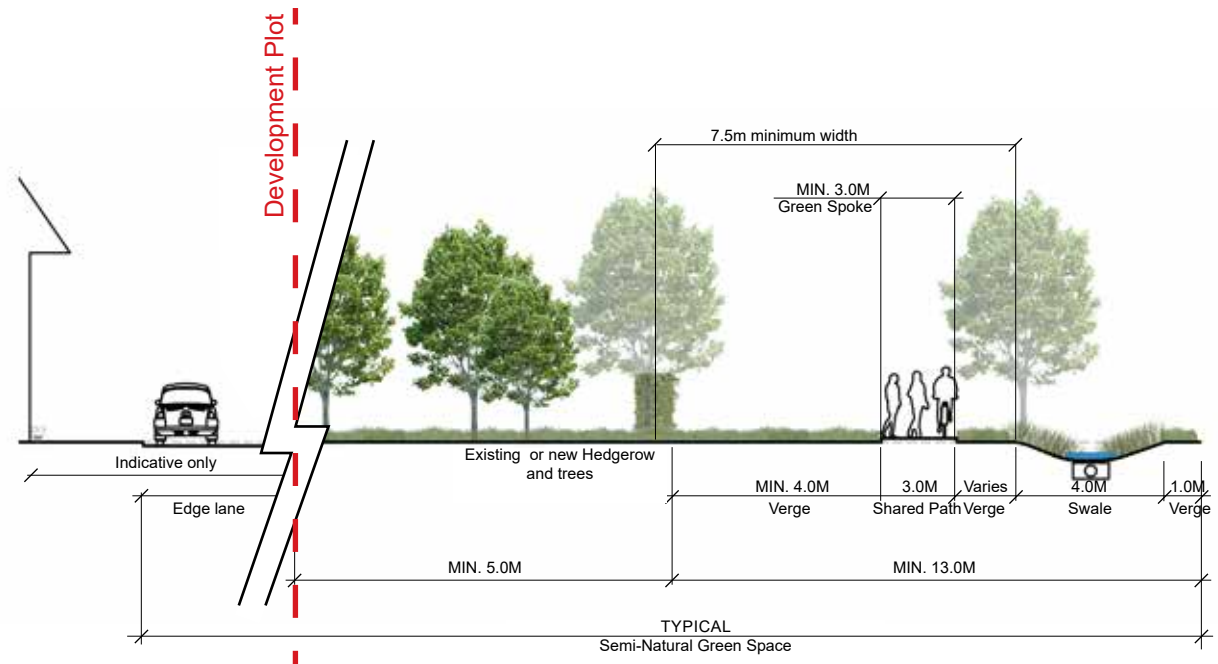 Development Plot
7.5m minimum width
MIN. 3.0M
Green Spoke
Indicative only
Existing or new Hedgerow
and trees
Edge lane
MIN. 4.0M
Verge
3.0M
Shared Path
Varies
Verge
4.0M
Swale
1.0M
Verge
MIN. 5.0M
MIN. 13.0M
TYPICAL
Semi-Natural Green Space